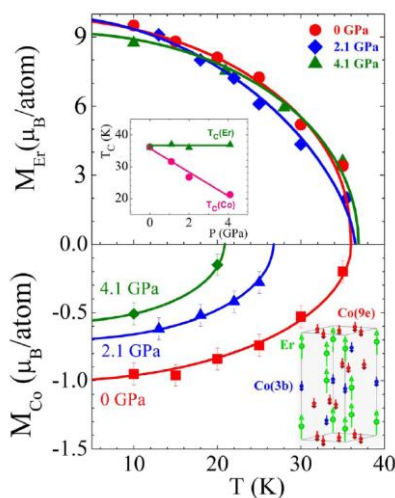 0 GPa
2.1 GPa
4.1 GPa
M_Er(μ_B/atom)
9
6
3
0.0
T_C (K)
40
30
20
T_C(Er)
T_C(Co)
0 2 4
P (GPa)
M_Co(μ_B/atom)
-0.5
-1.0
-1.5
4.1 GPa
2.1 GPa
0 GPa
Co(9e)
Er
Co(3b)
10 20 30 40
T (K)